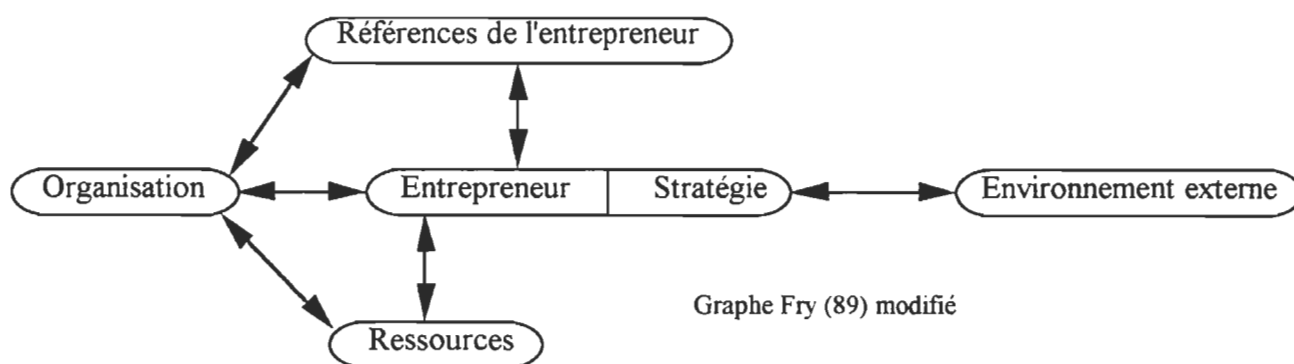 Références de l'entrepreneur
Organisation
Entrepreneur
Stratégie
Environnement externe
Graphe Fry (89) modifié
Ressources